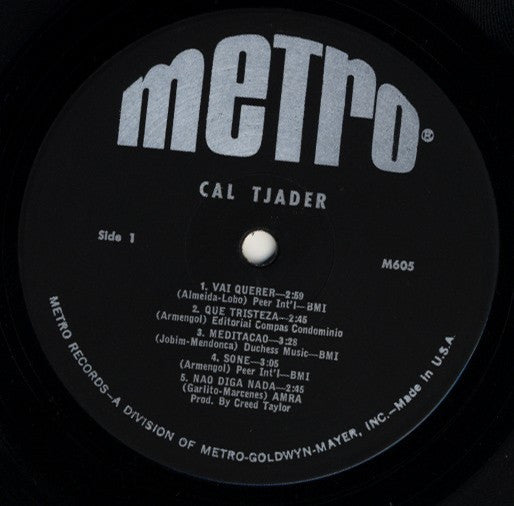 metro®
CAL TJADER
Side 1
M605
1. VAI QUERER—2:59
(Almeida-Lobo) Peer Int'l—BMI
2. QUE TRISTEZA—2:45
(Armengol) Editorial Compas Condominio
3. MEDITACAO—3:28
(Jobim-Mendonca) Duchess Music—BMI
4. SONE—3:05
(Armengol) Peer Int'l—BMI
5. NAO DIGA NADA—2:45
(Garlito-Marcenes) AMRA
Prod. By Creed Taylor
METRO RECORDS—A DIVISION OF METRO-GOLDWYN-MAYER, INC.—Made in U.S.A.